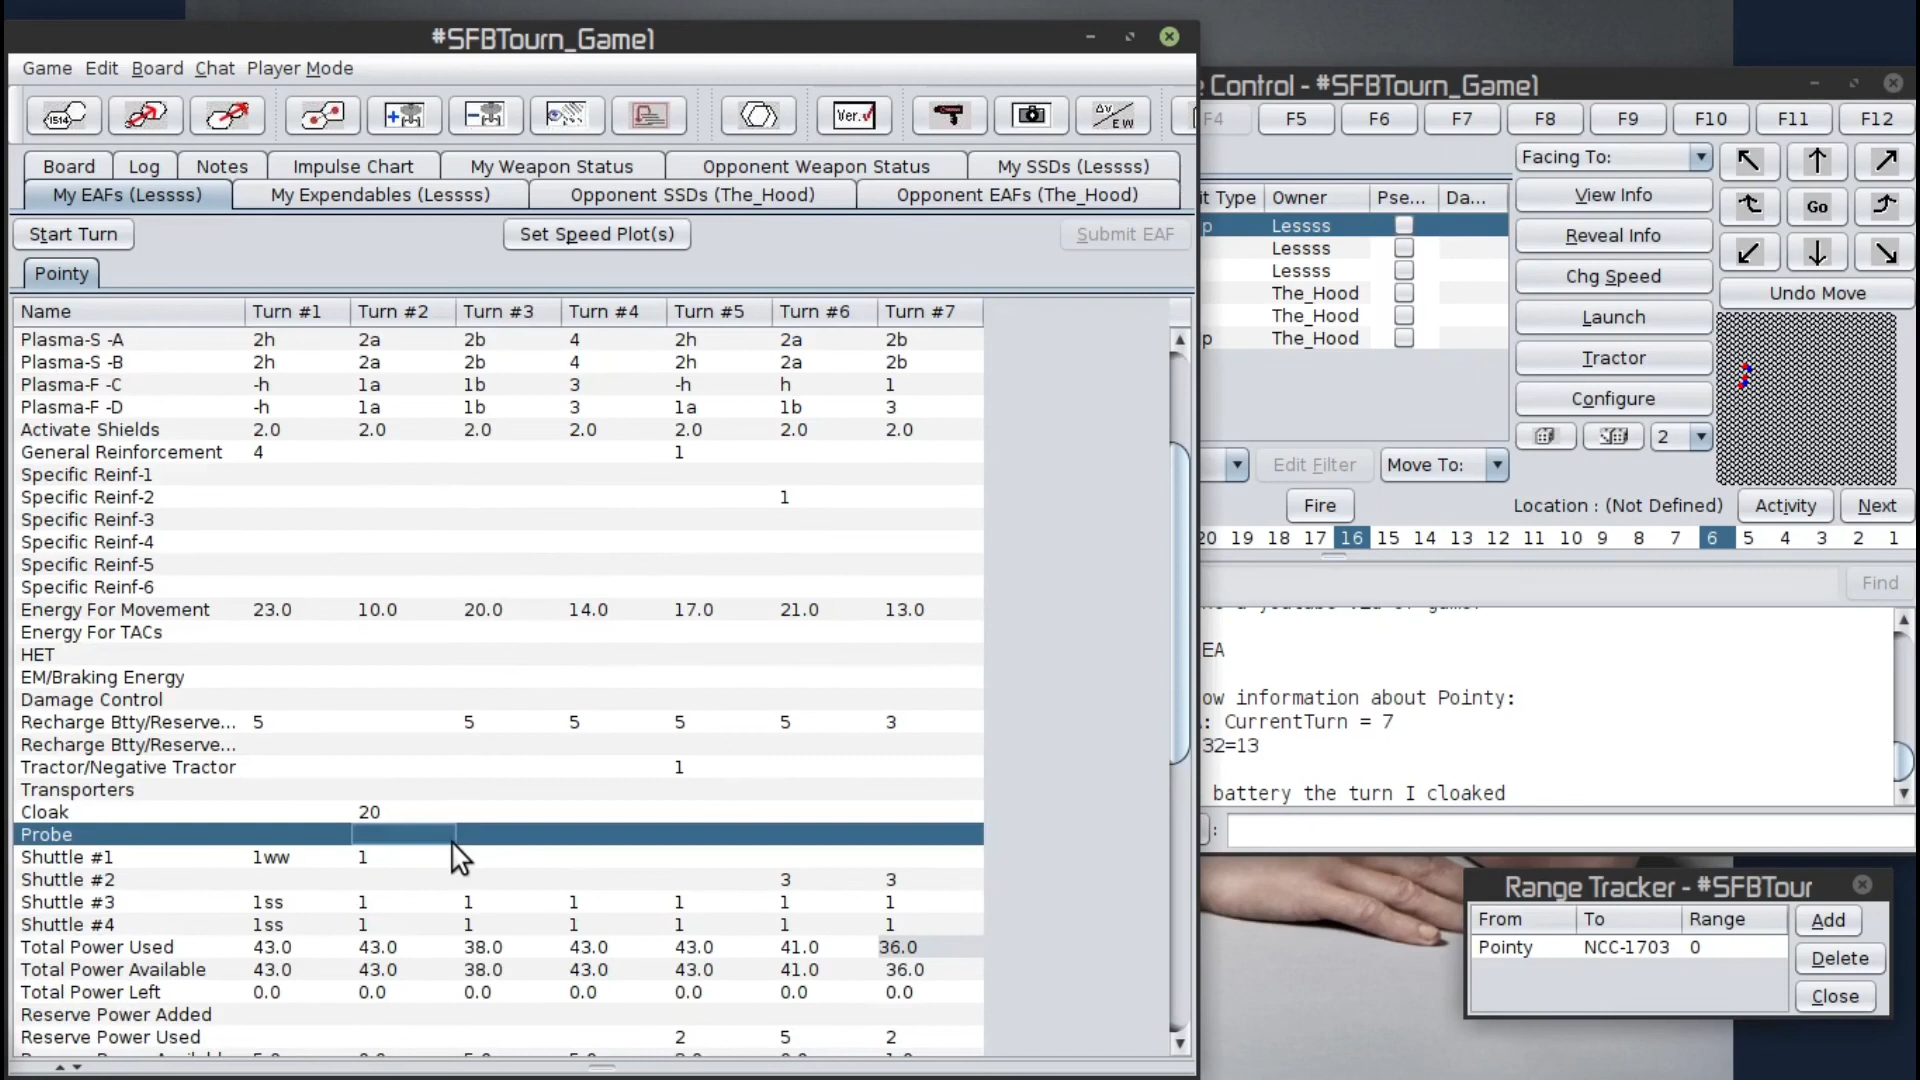 #SFBTourn_Game1
Game Edit Board Chat Player Mode
1514
Ver.
ΔV/EW
Board Log Notes Impulse Chart My Weapon Status Opponent Weapon Status My SSDs (Lessss)
My EAFs (Lessss) My Expendables (Lessss) Opponent SSDs (The_Hood) Opponent EAFs (The_Hood)
Start Turn Set Speed Plot(s) Submit EAF
Pointy
Name Turn #1 Turn #2 Turn #3 Turn #4 Turn #5 Turn #6 Turn #7
Plasma-S -A 2h 2a 2b 4 2h 2a 2b
Plasma-S -B 2h 2a 2b 4 2h 2a 2b
Plasma-F -C -h 1a 1b 3 -h h 1
Plasma-F -D -h 1a 1b 3 1a 1b 3
Activate Shields 2.0 2.0 2.0 2.0 2.0 2.0 2.0
General Reinforcement 4 1
Specific Reinf-1
Specific Reinf-2 1
Specific Reinf-3
Specific Reinf-4
Specific Reinf-5
Specific Reinf-6
Energy For Movement 23.0 10.0 20.0 14.0 17.0 21.0 13.0
Energy For TACs
HET
EM/Braking Energy
Damage Control
Recharge Btty/Reserve... 5 5 5 5 5 3
Recharge Btty/Reserve...
Tractor/Negative Tractor 1
Transporters
Cloak 20
Probe
Shuttle #1 1ww 1
Shuttle #2 3 3
Shuttle #3 1ss 1 1 1 1 1 1
Shuttle #4 1ss 1 1 1 1 1 1
Total Power Used 43.0 43.0 38.0 43.0 43.0 41.0 36.0
Total Power Available 43.0 43.0 38.0 43.0 43.0 41.0 36.0
Total Power Left 0.0 0.0 0.0 0.0 0.0 0.0 0.0
Reserve Power Added
Reserve Power Used 2 5 2
Control - #SFBTourn_Game1
F4 F5 F6 F7 F8 F9 F10 F11 F12
Facing To:
Type Owner Pse... Da...
p Lessss
Lessss
Lessss
The_Hood
The_Hood
p The_Hood
View Info
Reveal Info
Chg Speed
Launch
Tractor
Configure
2
Go
Undo Move
Edit Filter Move To:
Fire Location : (Not Defined) Activity Next
20 19 18 17 16 15 14 13 12 11 10 9 8 7 6 5 4 3 2 1
Find
EA
ow information about Pointy:
: CurrentTurn = 7
32=13
battery the turn I cloaked
:
Range Tracker - #SFBTour
From To Range
Pointy NCC-1703 0
Add
Delete
Close